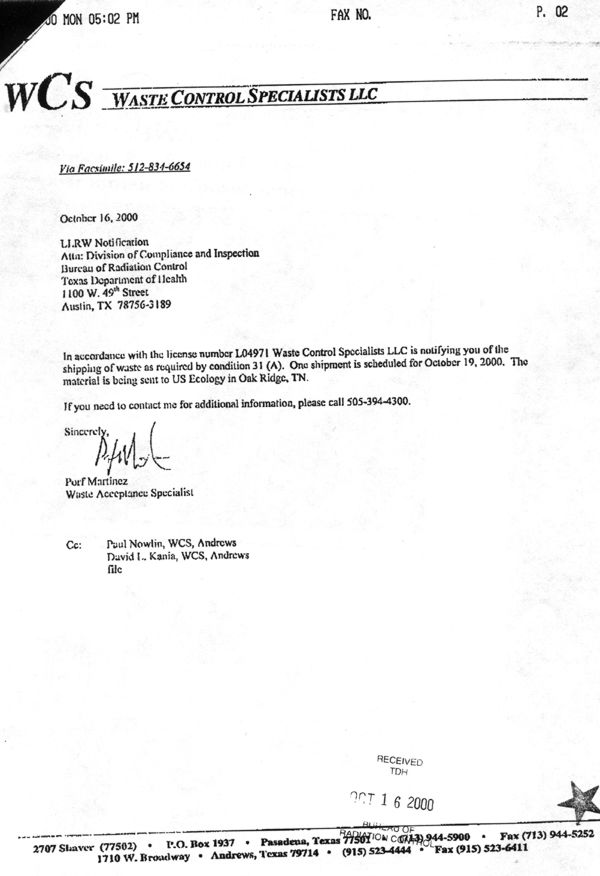 00 MON 05:02 PM FAX NO. P. 02
WCS WASTE CONTROL SPECIALISTS LLC
Via Facsimile: 512-834-6654
October 16, 2000
LLRW Notification
Attn: Division of Compliance and Inspection
Bureau of Radiation Control
Texas Department of Health
1100 W. 49th Street
Austin, TX 78756-3189
In accordance with the license number L04971 Waste Control Specialists LLC is notifying you of the
shipping of waste as required by condition 31 (A). One shipment is scheduled for October 19, 2000. The
material is being sent to US Ecology in Oak Ridge, TN.
If you need to contact me for additional information, please call 505-394-4300.
Sincerely,
Porf Martinez
Waste Acceptance Specialist
Cc: Paul Nowlin, WCS, Andrews
David L. Kania, WCS, Andrews
file
RECEIVED
TDH
OCT 16 2000
BUREAU OF
RADIATION CONTROL
2707 Shaver (77502) • P.O. Box 1937 • Pasadena, Texas 77501 • (713) 944-5900 • Fax (713) 944-5252
1710 W. Broadway • Andrews, Texas 79714 • (915) 523-4444 • Fax (915) 523-6411